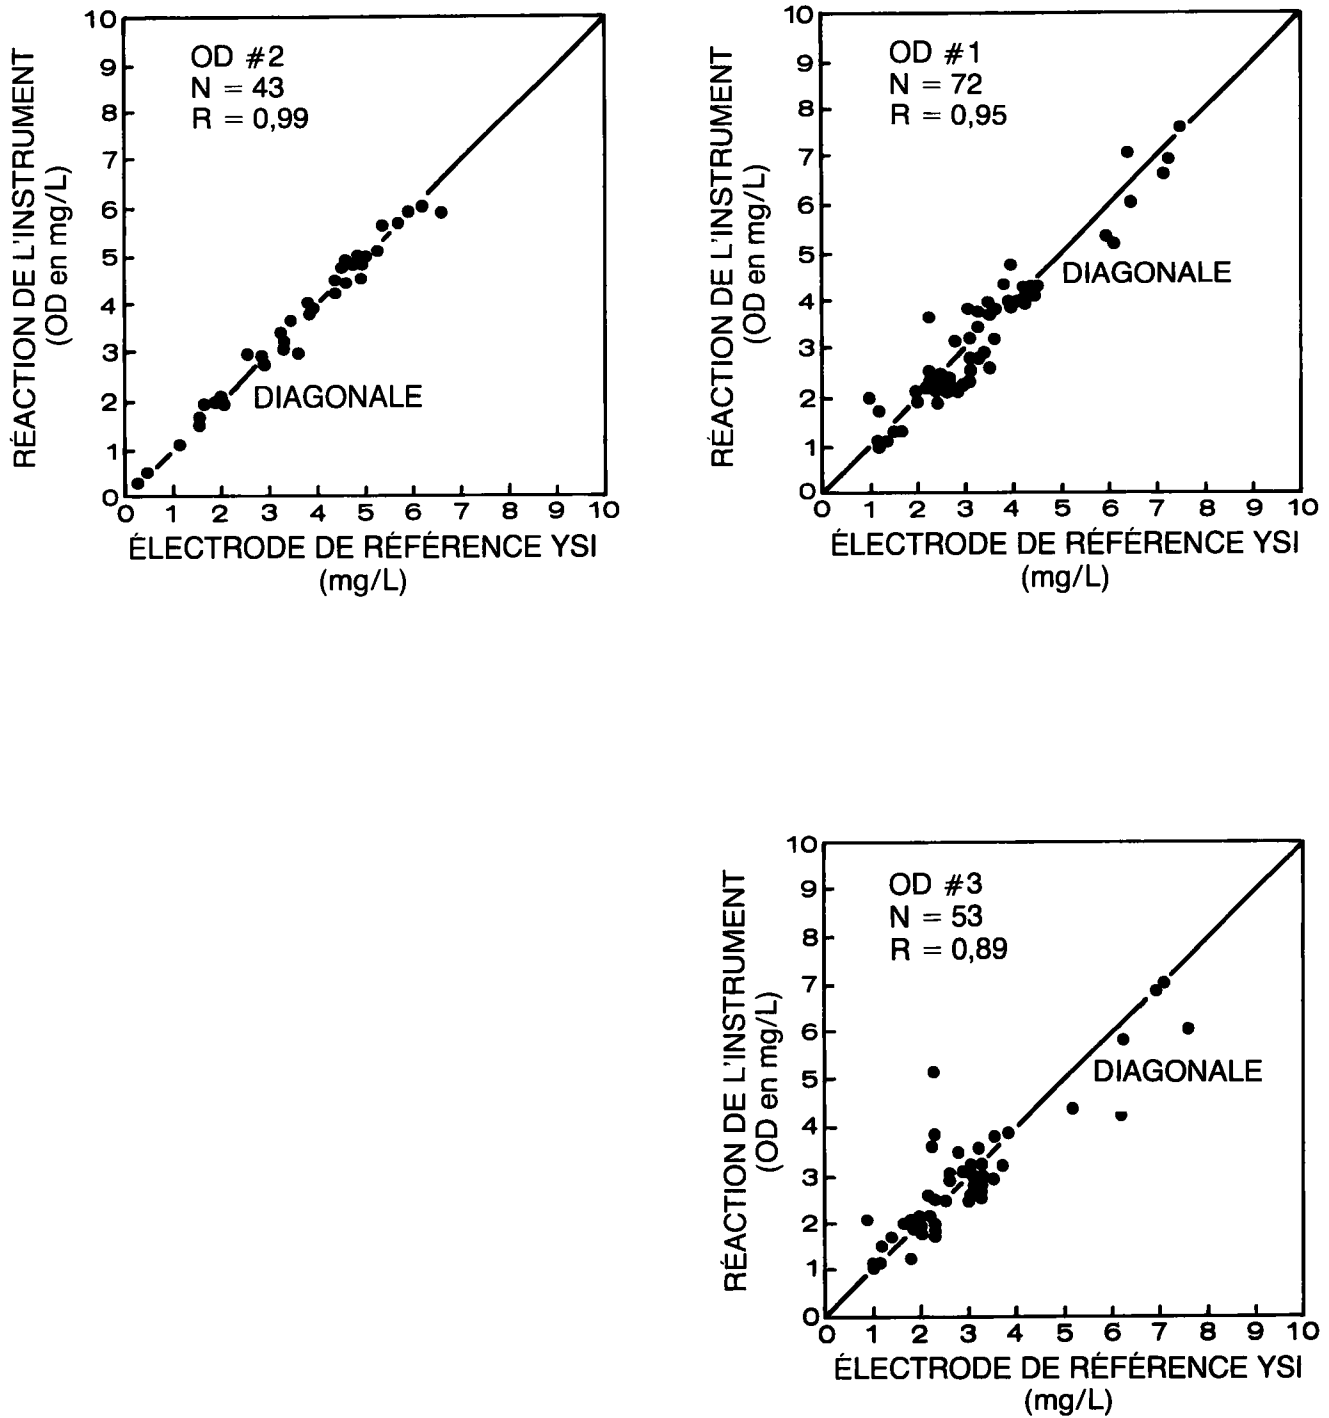 OD #2
N = 43
R = 0,99
RÉACTION DE L'INSTRUMENT
(OD en mg/L)
10
9
8
7
6
5
4
3
2
1
0
DIAGONALE
0 1 2 3 4 5 6 7 8 9 10
ÉLECTRODE DE RÉFÉRENCE YSI
(mg/L)
OD #1
N = 72
R = 0,95
RÉACTION DE L'INSTRUMENT
(OD en mg/L)
10
9
8
7
6
5
4
3
2
1
0
DIAGONALE
0 1 2 3 4 5 6 7 8 9 10
ÉLECTRODE DE RÉFÉRENCE YSI
(mg/L)
OD #3
N = 53
R = 0,89
RÉACTION DE L'INSTRUMENT
(OD en mg/L)
10
9
8
7
6
5
4
3
2
1
0
DIAGONALE
0 1 2 3 4 5 6 7 8 9 10
ÉLECTRODE DE RÉFÉRENCE YSI
(mg/L)